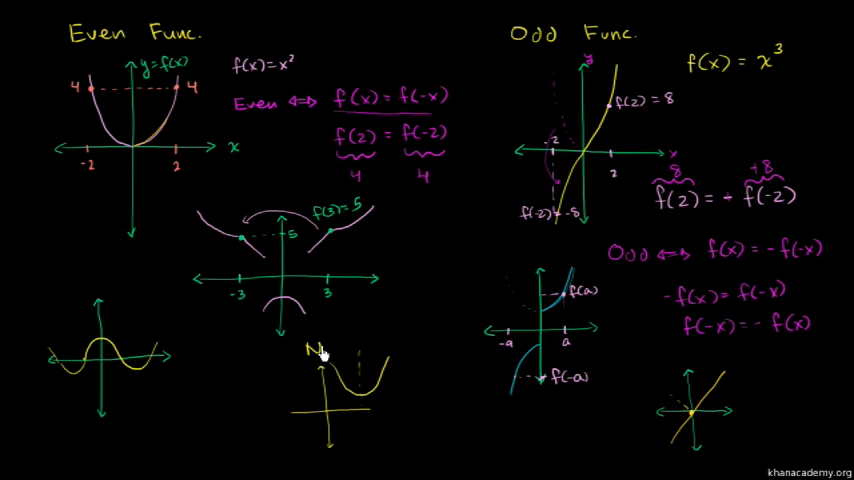 Even Func.
y=f(x)
4
4
x
-2
2
f(x)=x²
Even ⟺ f(x) = f(-x)
f(2) = f(-2)
4
4
f(3)=5
5
-3
3
N
Odd Func.
f(x) = x³
y
f(2) = 8
-2
x
2
f(-2)=-8
8
+8
f(2) = - f(-2)
Odd ⟺ f(x) = -f(-x)
-f(x) = f(-x)
f(-x) = - f(x)
f(a)
-a
a
f(-a)
khanacademy.org